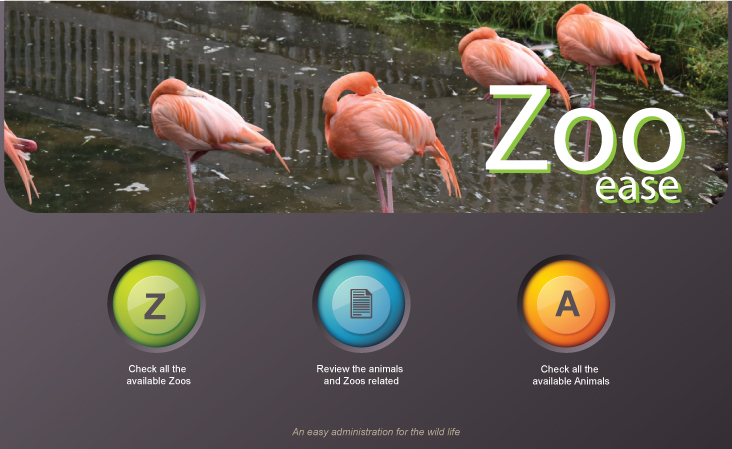 Zoo
ease
Z
A
Check all the
available Zoos
Review the animals
and Zoos related
Check all the
available Animals
An easy administration for the wild life